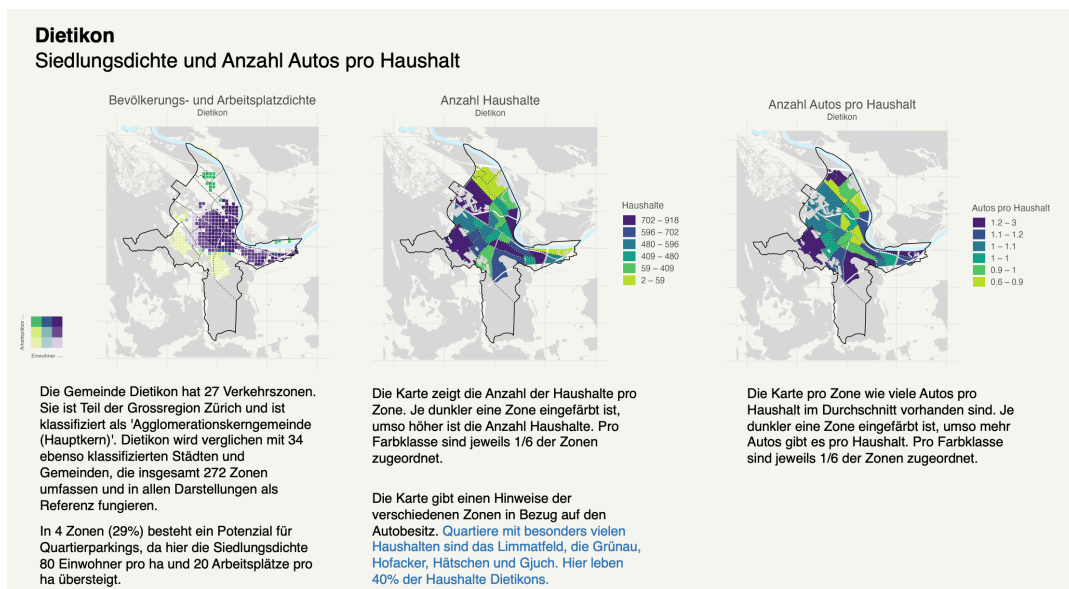 Dietikon
Siedlungsdichte und Anzahl Autos pro Haushalt
Bevölkerungs- und Arbeitsplatzdichte
Dietikon
Arbeitsplätze
Einwohner
Die Gemeinde Dietikon hat 27 Verkehrszonen.
Sie ist Teil der Grossregion Zürich und ist
klassifiziert als 'Agglomerationskerngemeinde
(Hauptkern)'. Dietikon wird verglichen mit 34
ebenso klassifizierten Städten und
Gemeinden, die insgesamt 272 Zonen
umfassen und in allen Darstellungen als
Referenz fungieren.
In 4 Zonen (29%) besteht ein Potenzial für
Quartierparkings, da hier die Siedlungsdichte
80 Einwohner pro ha und 20 Arbeitsplätze pro
ha übersteigt.
Anzahl Haushalte
Dietikon
Haushalte
702 – 918
596 – 702
480 – 596
409 – 480
59 – 409
2 – 59
Die Karte zeigt die Anzahl der Haushalte pro
Zone. Je dunkler eine Zone eingefärbt ist,
umso höher ist die Anzahl Haushalte. Pro
Farbklasse sind jeweils 1/6 der Zonen
zugeordnet.
Die Karte gibt einen Hinweise der
verschiedenen Zonen in Bezug auf den
Autobesitz. Quartiere mit besonders vielen
Haushalten sind das Limmatfeld, die Grünau,
Hofacker, Hätschen und Gjuch. Hier leben
40% der Haushalte Dietikons.
Anzahl Autos pro Haushalt
Dietikon
Autos pro Haushalt
1.2 – 3
1.1 – 1.2
1 – 1.1
1 – 1
0.9 – 1
0.6 – 0.9
Die Karte pro Zone wie viele Autos pro
Haushalt im Durchschnitt vorhanden sind. Je
dunkler eine Zone eingefärbt ist, umso mehr
Autos gibt es pro Haushalt. Pro Farbklasse
sind jeweils 1/6 der Zonen zugeordnet.